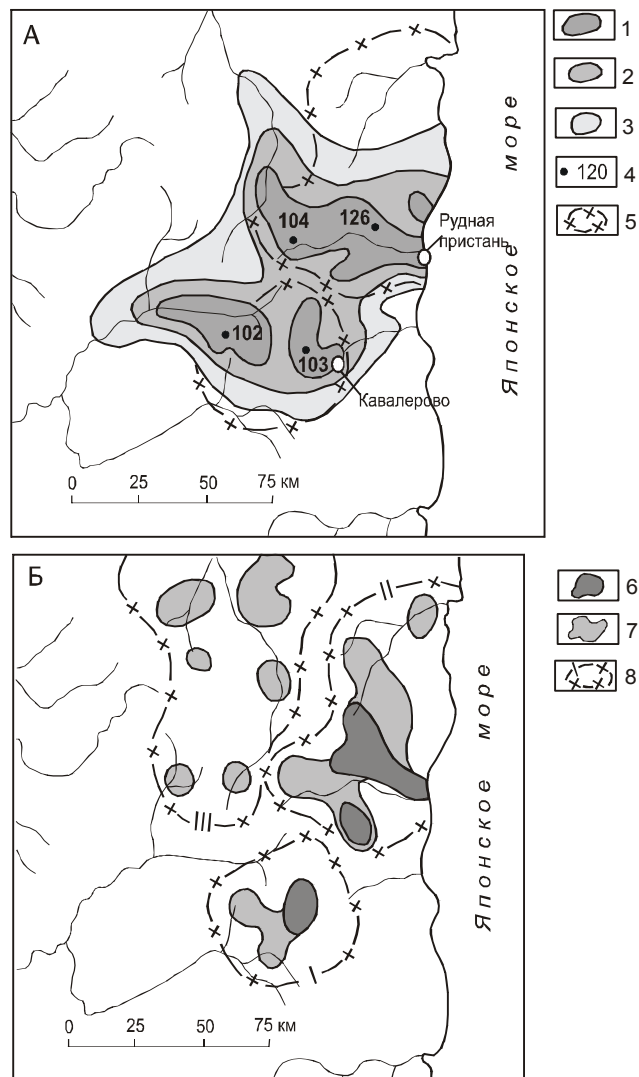 А
1
2
3
120 4
5
Японское море
104
126
Рудная
пристань
102
103
Кавалерово
0 25 50 75 км
Б
6
7
8
II
III
I
Японское море
0 25 50 75 км